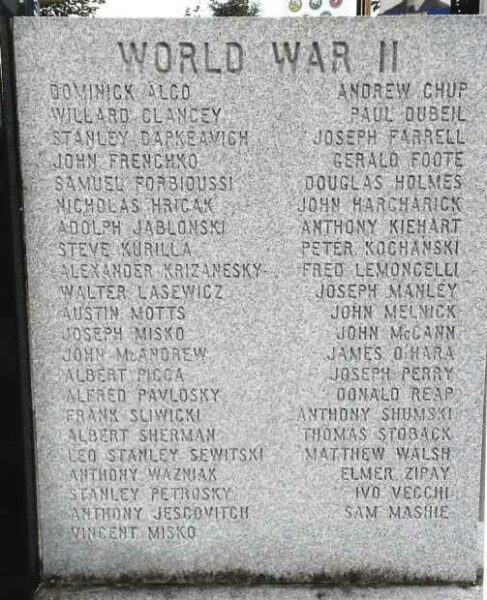 WORLD WAR II
DOMINICK ALCO ANDREW CHUP
WILLARD CLANCEY PAUL DUBEIL
STANLEY DAPKEAVICH JOSEPH FARRELL
JOHN FRENCHKO GERALD FOOTE
SAMUEL FORBIOUSSI DOUGLAS HOLMES
NICHOLAS HRICAK JOHN HARCHARICK
ADOLPH JABLONSKI ANTHONY KIEHART
STEVE KURILLA PETER KOCHANSKI
ALEXANDER KRIZANESKY FRED LEMONCELLI
WALTER LASEWICZ JOSEPH MANLEY
AUSTIN MOTTS JOHN MELNICK
JOSEPH MISKO JOHN McCANN
JOHN McANDREW JAMES O'HARA
ALBERT PICCA JOSEPH PERRY
ALFRED PAVLOSKY DONALD REAP
FRANK SLIWICKI ANTHONY SHUMSKI
ALBERT SHERMAN THOMAS STOBACK
LEO STANLEY SEWITSKI MATTHEW WALSH
ANTHONY WAZNIAK ELMER ZIPAY
STANLEY PETROSKY IVO VECCHI
ANTHONY JESCOVITCH SAM MASHIE
VINCENT MISKO